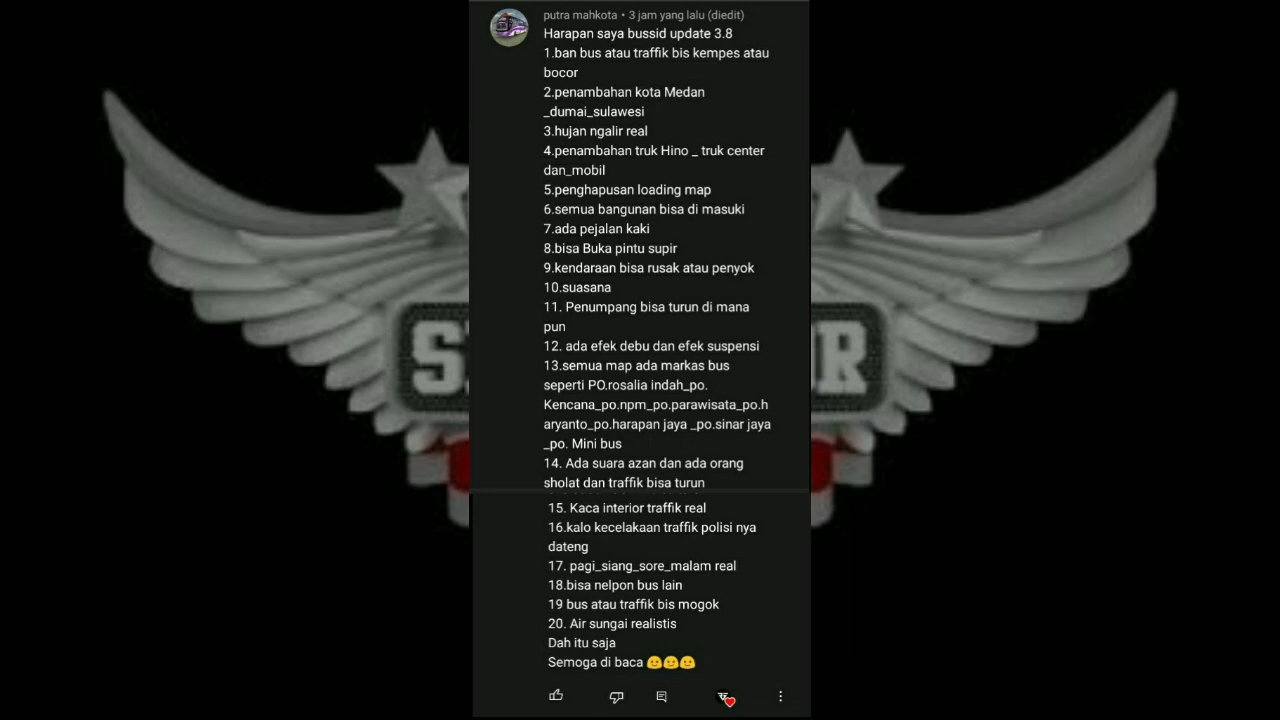 putra mahkota • 3 jam yang lalu (diedit)
Harapan saya bussid update 3.8
1.ban bus atau traffik bis kempes atau
bocor
2.penambahan kota Medan
_dumai_sulawesi
3.hujan ngalir real
4.penambahan truk Hino _ truk center
dan_mobil
5.penghapusan loading map
6.semua bangunan bisa di masuki
7.ada pejalan kaki
8.bisa Buka pintu supir
9.kendaraan bisa rusak atau penyok
10.suasana
11. Penumpang bisa turun di mana
pun
12. ada efek debu dan efek suspensi
13.semua map ada markas bus
seperti PO.rosalia indah_po.
Kencana_po.npm_po.parawisata_po.h
aryanto_po.harapan jaya _po.sinar jaya
_po. Mini bus
14. Ada suara azan dan ada orang
sholat dan traffik bisa turun
15. Kaca interior traffik real
16.kalo kecelakaan traffik polisi nya
dateng
17. pagi_siang_sore_malam real
18.bisa nelpon bus lain
19 bus atau traffik bis mogok
20. Air sungai realistis
Dah itu saja
Semoga di baca 🙂🙂🙂